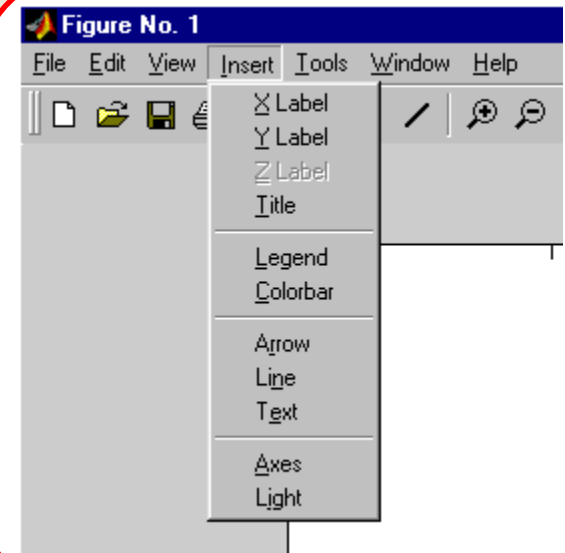 Figure No. 1
File Edit View Insert Tools Window Help
X Label
Y Label
Z Label
Title
Legend
Colorbar
Arrow
Line
Text
Axes
Light